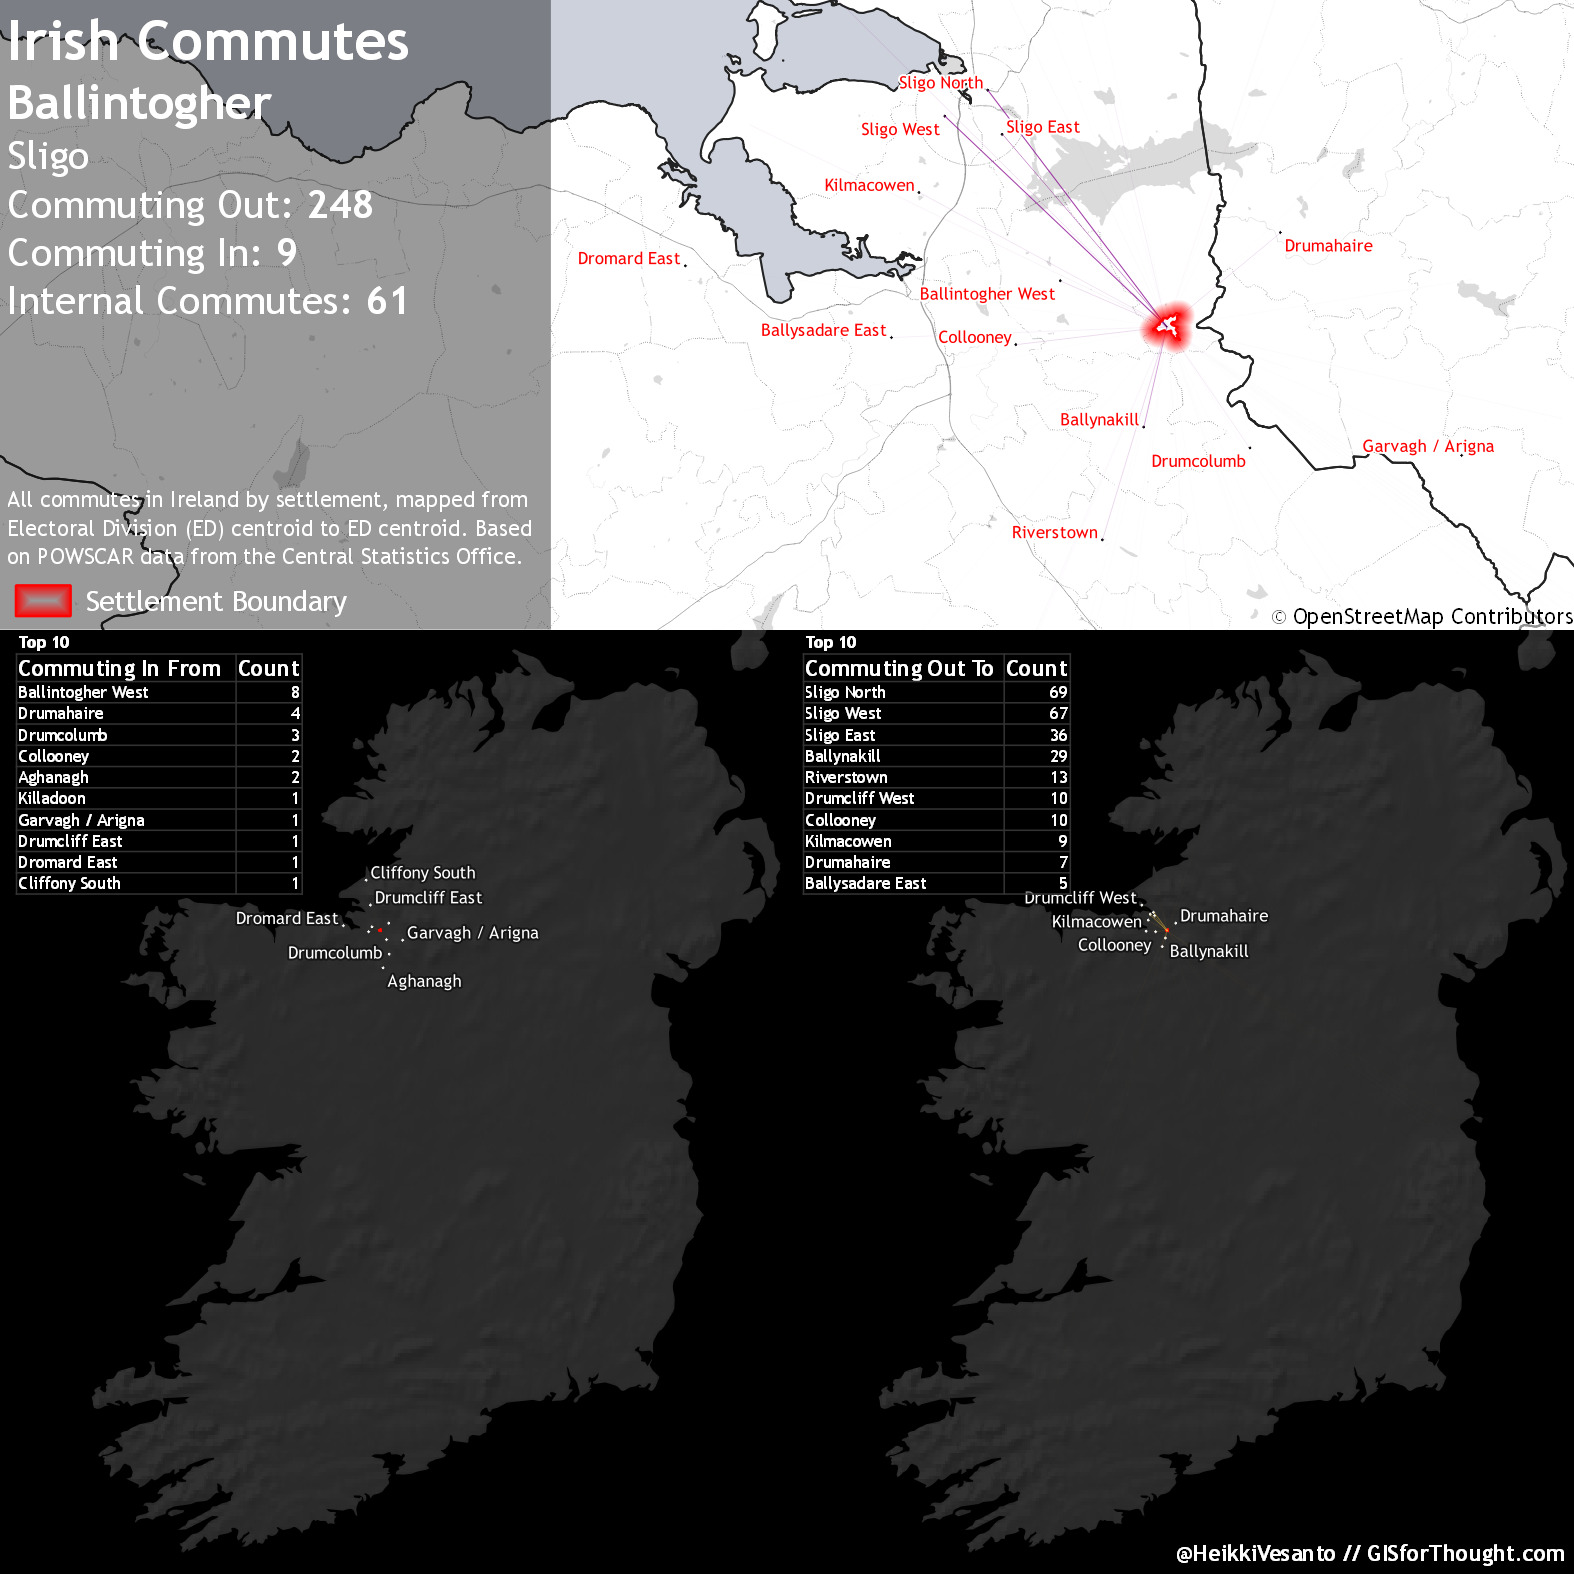 Irish Commutes
Ballintogher
Sligo
Commuting Out: 248
Commuting In: 9
Internal Commutes: 61
All commutes in Ireland by settlement, mapped from
Electoral Division (ED) centroid to ED centroid. Based
on POWSCAR data from the Central Statistics Office.
Settlement Boundary
Sligo North
Sligo West
Sligo East
Kilmacowen
Drumahaire
Dromard East
Ballintogher West
Ballysadare East
Collooney
Ballynakill
Drumcolumb
Garvagh / Arigna
Riverstown
© OpenStreetMap Contributors
Top 10
Commuting In From Count
Ballintogher West 8
Drumahaire 4
Drumcolumb 3
Collooney 2
Aghanagh 2
Killadoon 1
Garvagh / Arigna 1
Drumcliff East 1
Dromard East 1
Cliffony South 1
Cliffony South
Drumcliff East
Dromard East
Garvagh / Arigna
Drumcolumb
Aghanagh
Top 10
Commuting Out To Count
Sligo North 69
Sligo West 67
Sligo East 36
Ballynakill 29
Riverstown 13
Drumcliff West 10
Collooney 10
Kilmacowen 9
Drumahaire 7
Ballysadare East 5
Drumcliff West
Drumahaire
Kilmacowen
Collooney
Ballynakill
@HeikkiVesanto // GISforThought.com